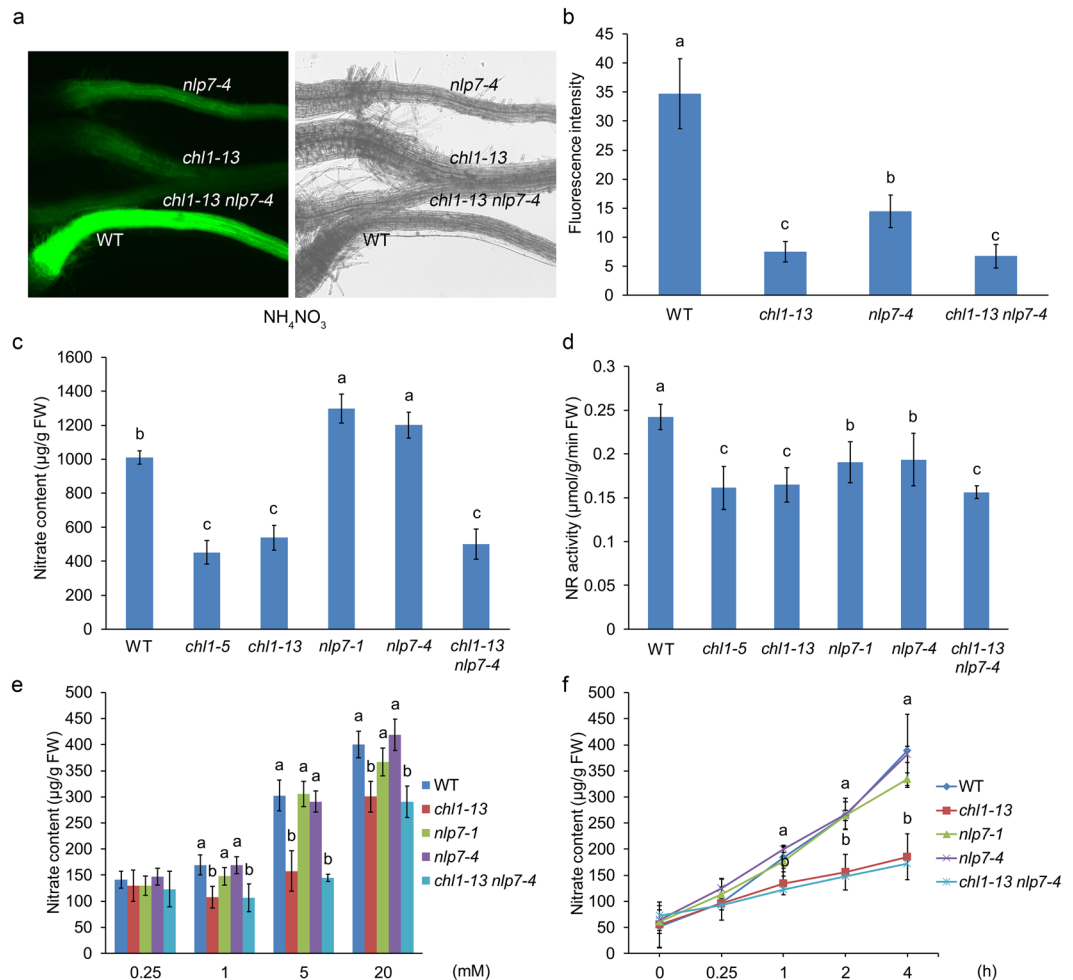 a
nlp7-4
chl1-13
chl1-13 nlp7-4
WT
nlp7-4
chl1-13
chl1-13 nlp7-4
WT
NH4NO3
b
Fluorescence intensity
45
40
35
30
25
20
15
10
5
0
a
c
b
c
WT chl1-13 nlp7-4 chl1-13 nlp7-4
c
Nitrate content (µg/g FW)
1600
1400
1200
1000
800
600
400
200
0
b
c
c
a
a
c
WT chl1-5 chl1-13 nlp7-1 nlp7-4 chl1-13
nlp7-4
d
NR activity (µmol/g/min FW)
0.3
0.25
0.2
0.15
0.1
0.05
0
a
c
c
b
b
c
WT chl1-5 chl1-13 nlp7-1 nlp7-4 chl1-13
nlp7-4
e
Nitrate content (µg/g FW)
500
450
400
350
300
250
200
150
100
50
0
a b a a b
a b a a b
a b a a b
0.25 1 5 20 (mM)
WT
chl1-13
nlp7-1
nlp7-4
chl1-13 nlp7-4
f
Nitrate content (µg/g FW)
500
450
400
350
300
250
200
150
100
50
0
a
b
a
b
a
b
0 0.25 1 2 4 (h)
WT
chl1-13
nlp7-1
nlp7-4
chl1-13 nlp7-4